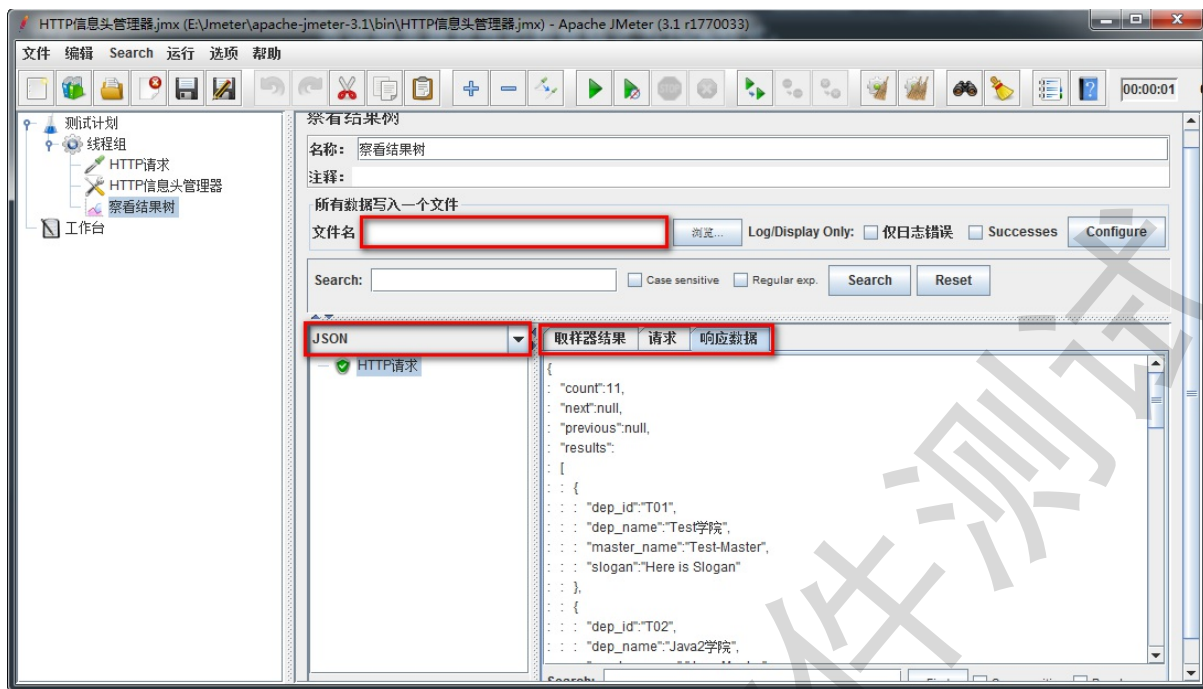 HTTP信息头管理器.jmx (E:\Jmeter\apache-jmeter-3.1\bin\HTTP信息头管理器.jmx) - Apache JMeter (3.1 r1770033)
文件 编辑 Search 运行 选项 帮助
00:00:01
测试计划
线程组
HTTP请求
HTTP信息头管理器
察看结果树
工作台
察看结果树
名称： 察看结果树
注释：
所有数据写入一个文件
文件名 浏览... Log/Display Only: 仅日志错误 Successes Configure
Search: Case sensitive Regular exp. Search Reset
JSON
HTTP请求
取样器结果 请求 响应数据
{
: "count":11,
: "next":null,
: "previous":null,
: "results":
: [
: : {
: : : "dep_id":"T01",
: : : "dep_name":"Test学院",
: : : "master_name":"Test-Master",
: : : "slogan":"Here is Slogan"
: : },
: : {
: : : "dep_id":"T02",
: : : "dep_name":"Java2学院",
Search:
件测试